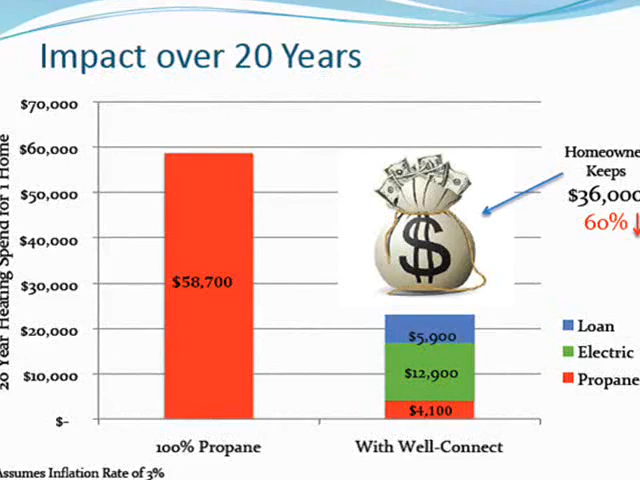 Impact over 20 Years
20 Year Heating Spend for 1 Home
$70,000
$60,000
$50,000
$40,000
$30,000
$20,000
$10,000
$-
$58,700
$
$5,900
$12,900
$4,100
100% Propane
With Well-Connect
Homeowne
Keeps
$36,000
60%
Loan
Electric
Propane
Assumes Inflation Rate of 3%